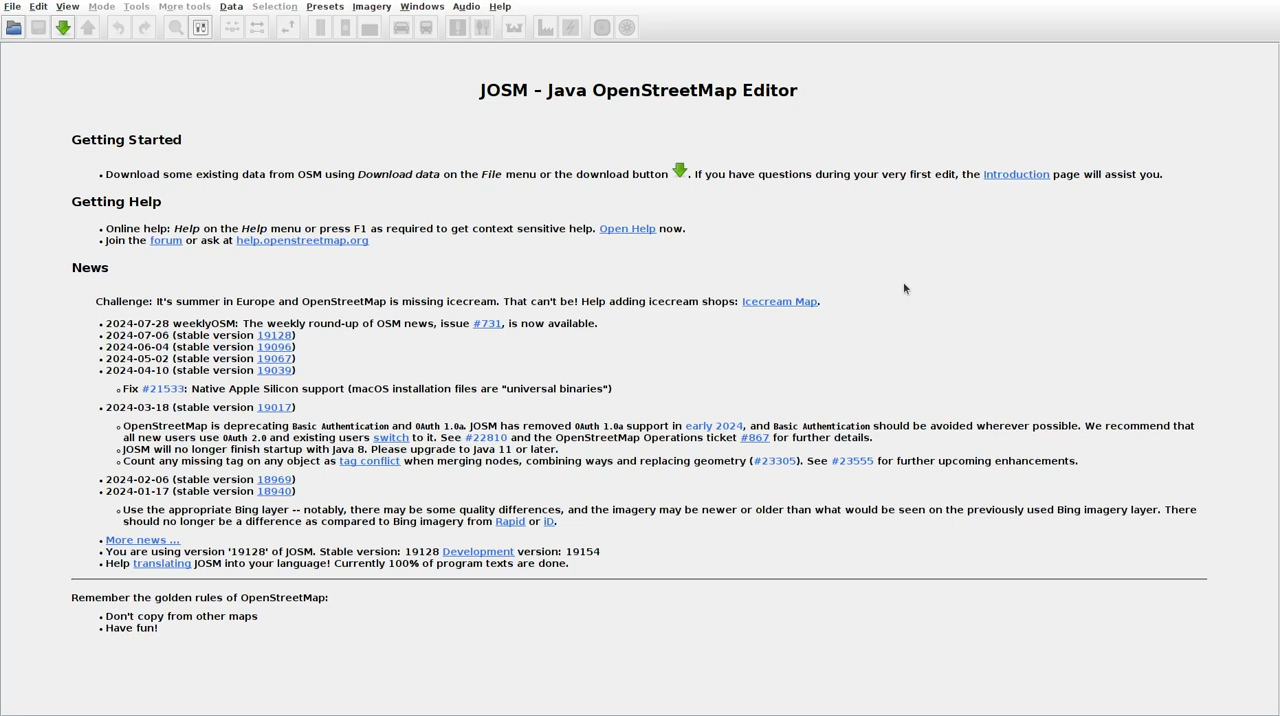 File Edit View Mode Tools More tools Data Selection Presets Imagery Windows Audio Help
JOSM – Java OpenStreetMap Editor
Getting Started
• Download some existing data from OSM using Download data on the File menu or the download button . If you have questions during your very first edit, the Introduction page will assist you.
Getting Help
• Online help: Help on the Help menu or press F1 as required to get context sensitive help. Open Help now.
• Join the forum or ask at help.openstreetmap.org
News
Challenge: It's summer in Europe and OpenStreetMap is missing icecream. That can't be! Help adding icecream shops: Icecream Map.
• 2024-07-28 weeklyOSM: The weekly round-up of OSM news, issue #731, is now available.
• 2024-07-06 (stable version 19128)
• 2024-06-04 (stable version 19096)
• 2024-05-02 (stable version 19067)
• 2024-04-10 (stable version 19039)
◦ Fix #21533: Native Apple Silicon support (macOS installation files are "universal binaries")
• 2024-03-18 (stable version 19017)
◦ OpenStreetMap is deprecating Basic Authentication and OAuth 1.0a. JOSM has removed OAuth 1.0a support in early 2024, and Basic Authentication should be avoided wherever possible. We recommend that
all new users use OAuth 2.0 and existing users switch to it. See #22810 and the OpenStreetMap Operations ticket #867 for further details.
◦ JOSM will no longer finish startup with Java 8. Please upgrade to Java 11 or later.
◦ Count any missing tag on any object as tag conflict when merging nodes, combining ways and replacing geometry (#23305). See #23555 for further upcoming enhancements.
• 2024-02-06 (stable version 18969)
• 2024-01-17 (stable version 18940)
◦ Use the appropriate Bing layer -- notably, there may be some quality differences, and the imagery may be newer or older than what would be seen on the previously used Bing imagery layer. There
should no longer be a difference as compared to Bing imagery from Rapid or iD.
• More news ...
• You are using version '19128' of JOSM. Stable version: 19128 Development version: 19154
• Help translating JOSM into your language! Currently 100% of program texts are done.
Remember the golden rules of OpenStreetMap:
• Don't copy from other maps
• Have fun!